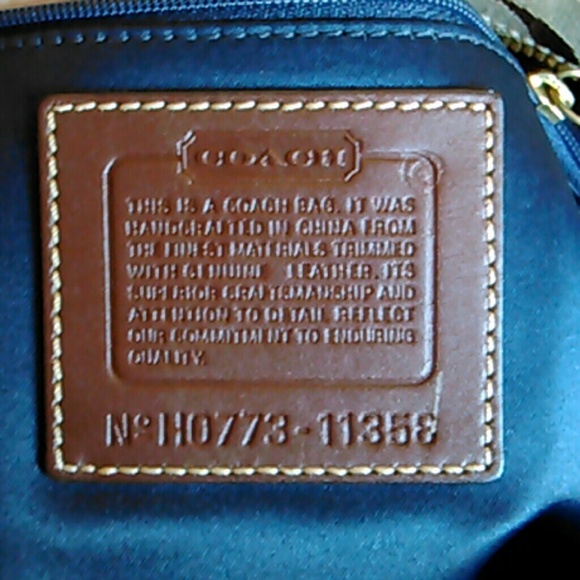 COACH
THIS IS A COACH BAG. IT WAS
HANDCRAFTED IN CHINA FROM
THE FINEST MATERIALS TRIMMED
WITH GENUINE LEATHER. ITS
SUPERIOR CRAFTSMANSHIP AND
ATTENTION TO DETAIL REFLECT
OUR COMMITMENT TO ENDURING
QUALITY.
Nº H0773-11358